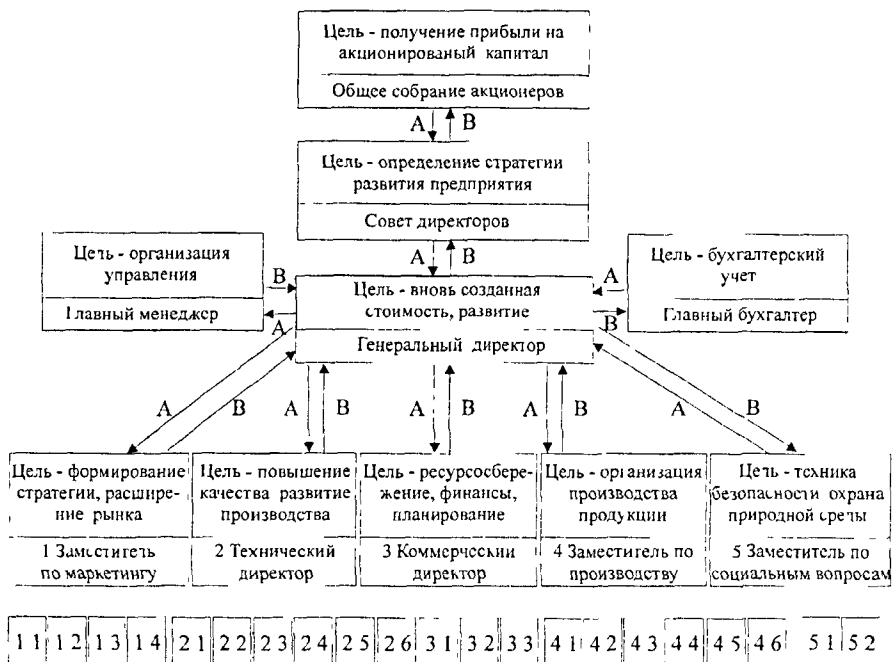 Цель - получение прибыли на
акционированый капитал
Общее собрание акционеров
А В
Цель - определение стратегии
развития предприятия
Совет директоров
А В
Цель - организация
управления
Главный менеджер
В
А
Цель - бухгалтерский
учет
Главный бухгалтер
А
В
Цель - вновь созданная
стоимость, развитие
Генеральный директор
А В А В А В А В А В
Цель - формирование
стратегии, расшире-
ние рынка
1 Заместитель
по маркетингу
Цель - повышение
качества развитие
производства
2 Технический
директор
Цель - ресурсосбере-
жение, финансы,
планирование
3 Коммерческии
директор
Цель - организация
производства
продукции
4 Заместитель по
производству
Цель - техника
безопасности охрана
природной среты
5 Заместитель по
социальным вопросам
1 1 1 2 1 3 1 4 2 1 2 2 2 3 2 4 2 5 2 6 3 1 3 2 3 3 4 1 4 2 4 3 4 4 4 5 4 6 5 1 5 2